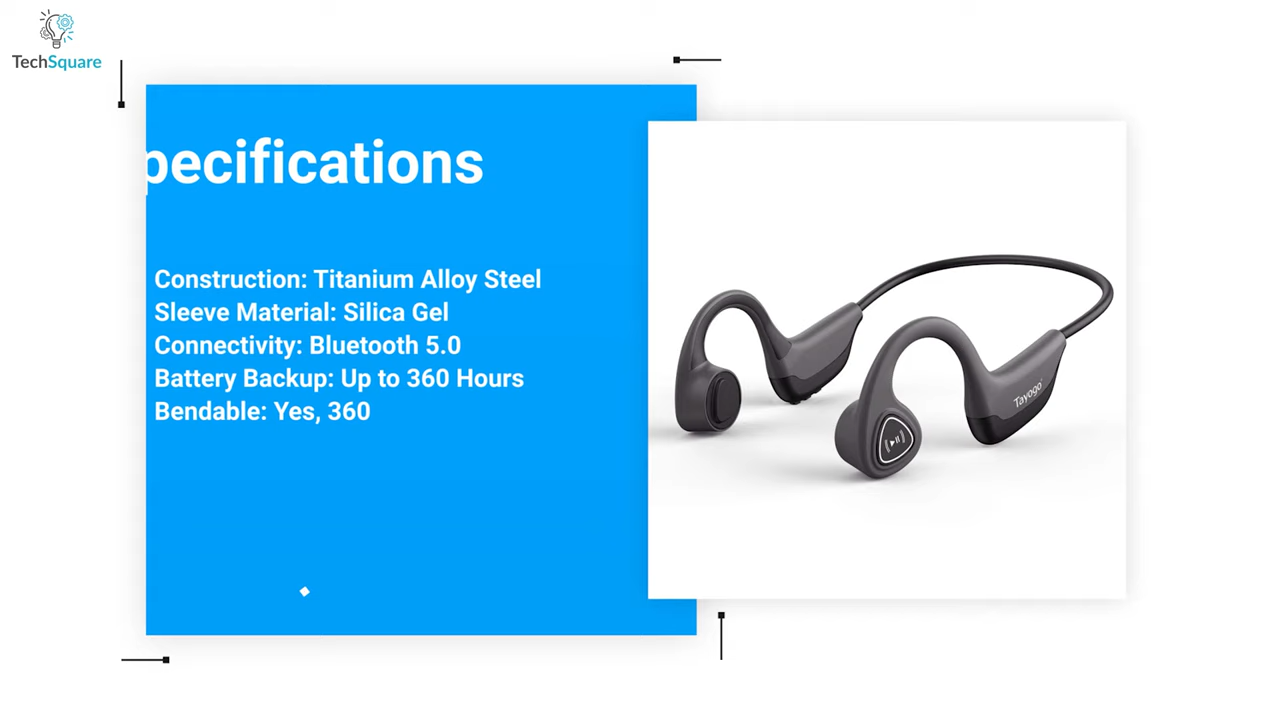 TechSquare
pecifications
Construction: Titanium Alloy Steel
Sleeve Material: Silica Gel
Connectivity: Bluetooth 5.0
Battery Backup: Up to 360 Hours
Bendable: Yes, 360
Tayogo